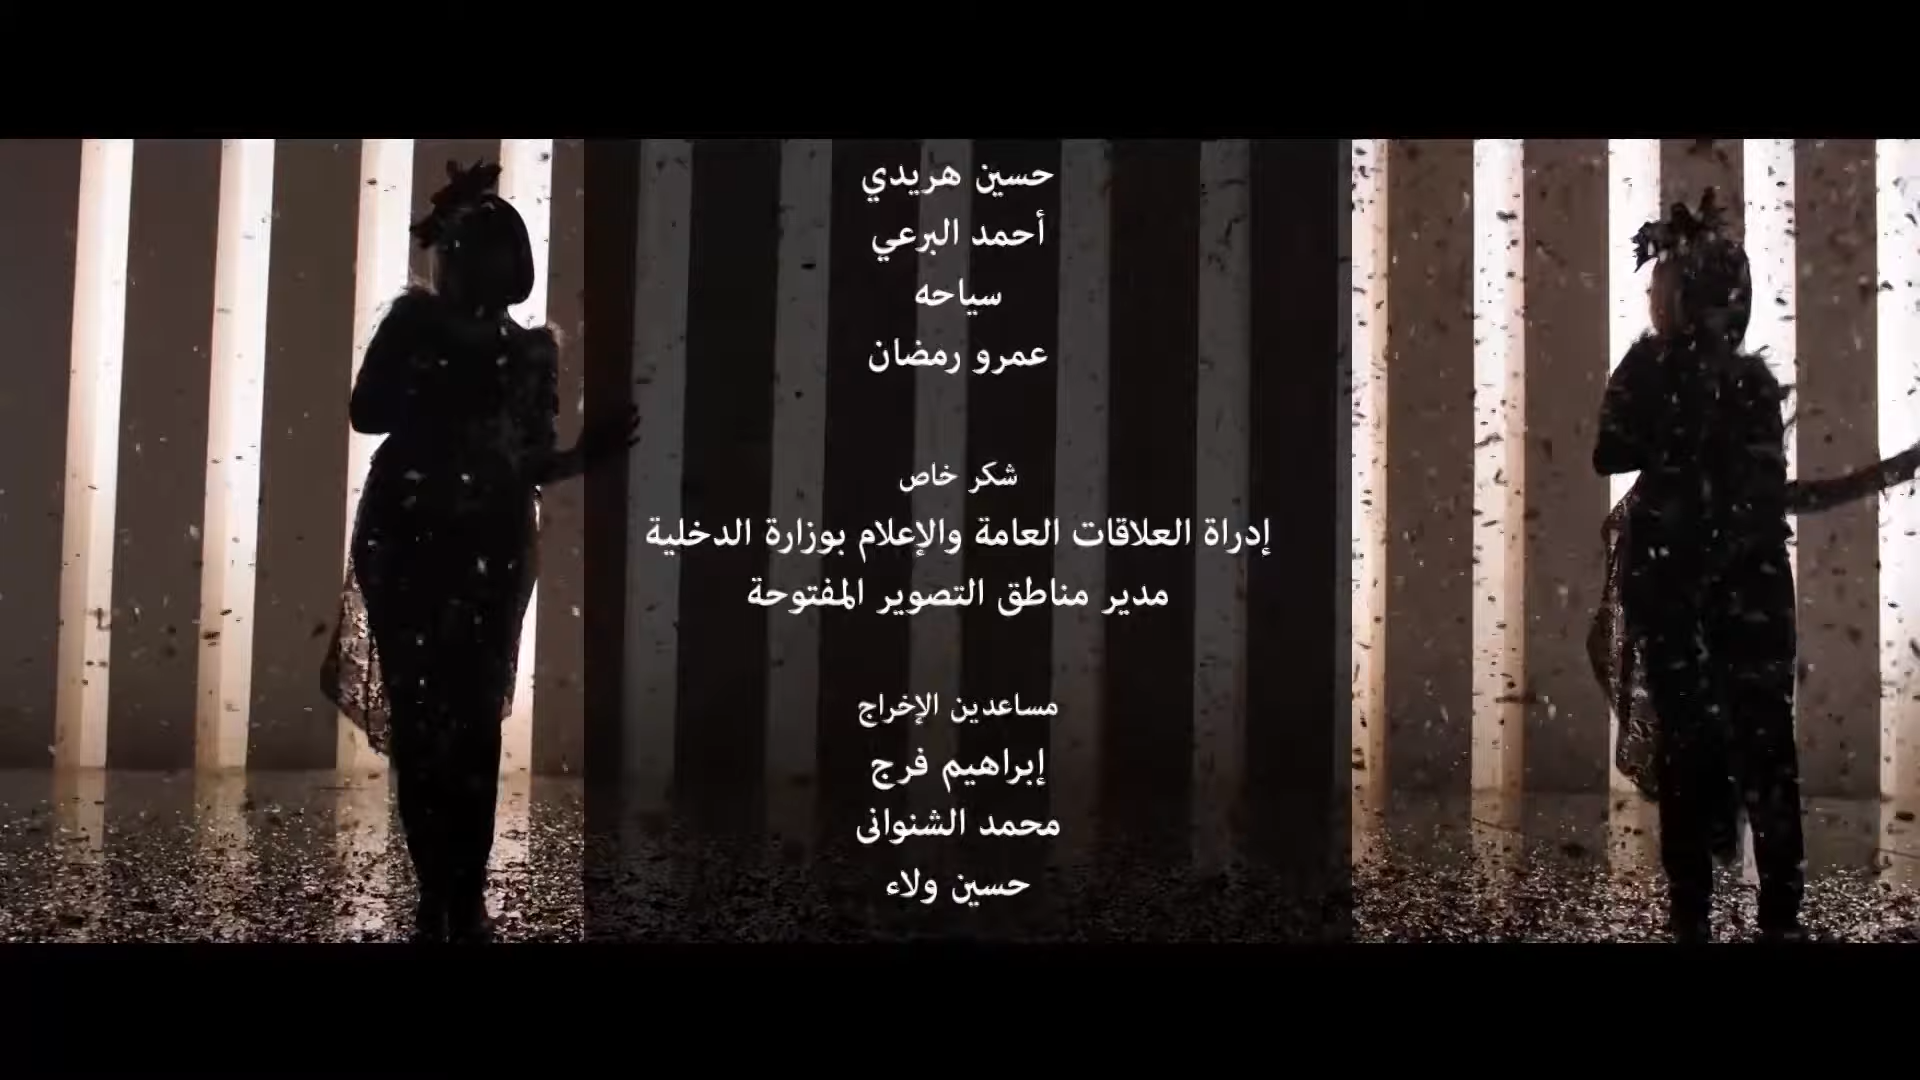 حسين هريدي
أحمد البرعي
سياحه
عمرو رمضان
شكر خاص
إدراة العلاقات العامة والإعلام بوزارة الدخلية
مدير مناطق التصوير المفتوحة
مساعدين الإخراج
إبراهيم فرج
محمد الشنوانى
حسين ولاء